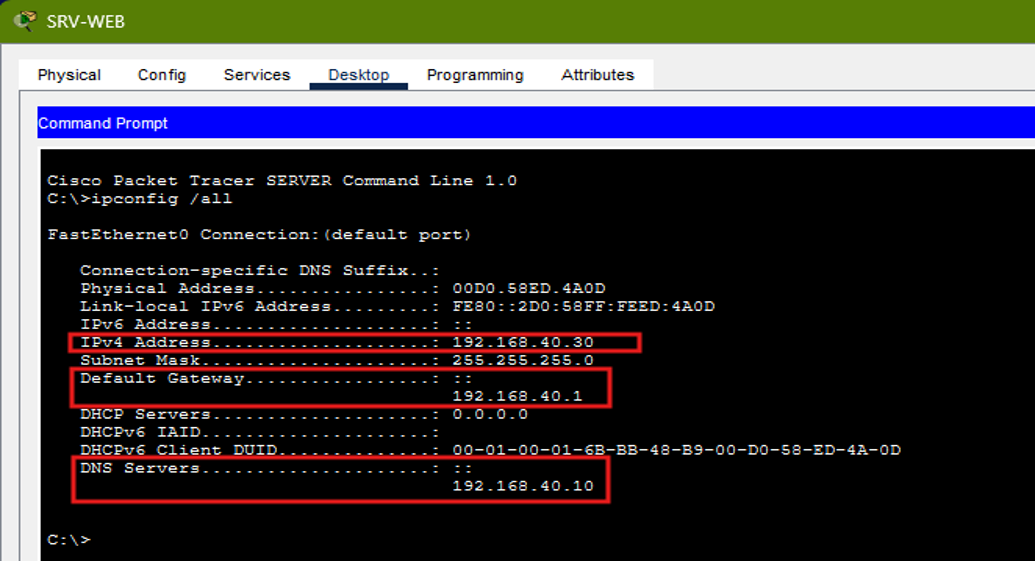 SRV-WEB
Physical Config Services Desktop Programming Attributes
Command Prompt
Cisco Packet Tracer SERVER Command Line 1.0
C:\>ipconfig /all
FastEthernet0 Connection:(default port)
Connection-specific DNS Suffix..:
Physical Address................: 00D0.58ED.4A0D
Link-local IPv6 Address.........: FE80::2D0:58FF:FEED:4A0D
IPv6 Address....................: ::
IPv4 Address....................: 192.168.40.30
Subnet Mask.....................: 255.255.255.0
Default Gateway.................: ::
192.168.40.1
DHCP Servers....................: 0.0.0.0
DHCPv6 IAID.....................:
DHCPv6 Client DUID..............: 00-01-00-01-6B-BB-48-B9-00-D0-58-ED-4A-0D
DNS Servers.....................: ::
192.168.40.10
C:\>